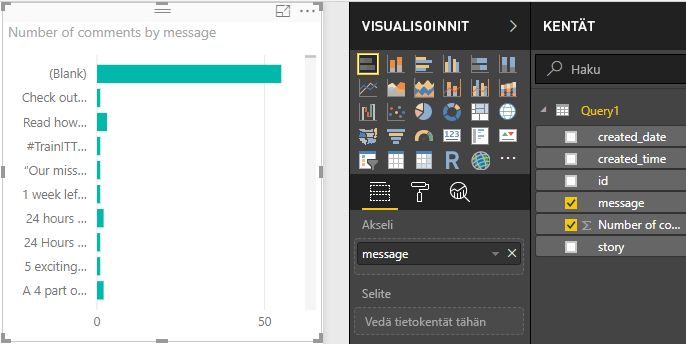 Number of comments by message
(Blank)
Check out...
Read how...
#TrainITT...
"Our miss...
1 week lef...
24 hours ...
24 Hours ...
5 exciting...
A 4 part o...
0
50
VISUALISOINNIT
123
R
...
Akseli
message
Selite
Vedä tietokentät tähän
KENTÄT
Haku
Query1
created_date
created_time
id
message
Σ Number of co...
story